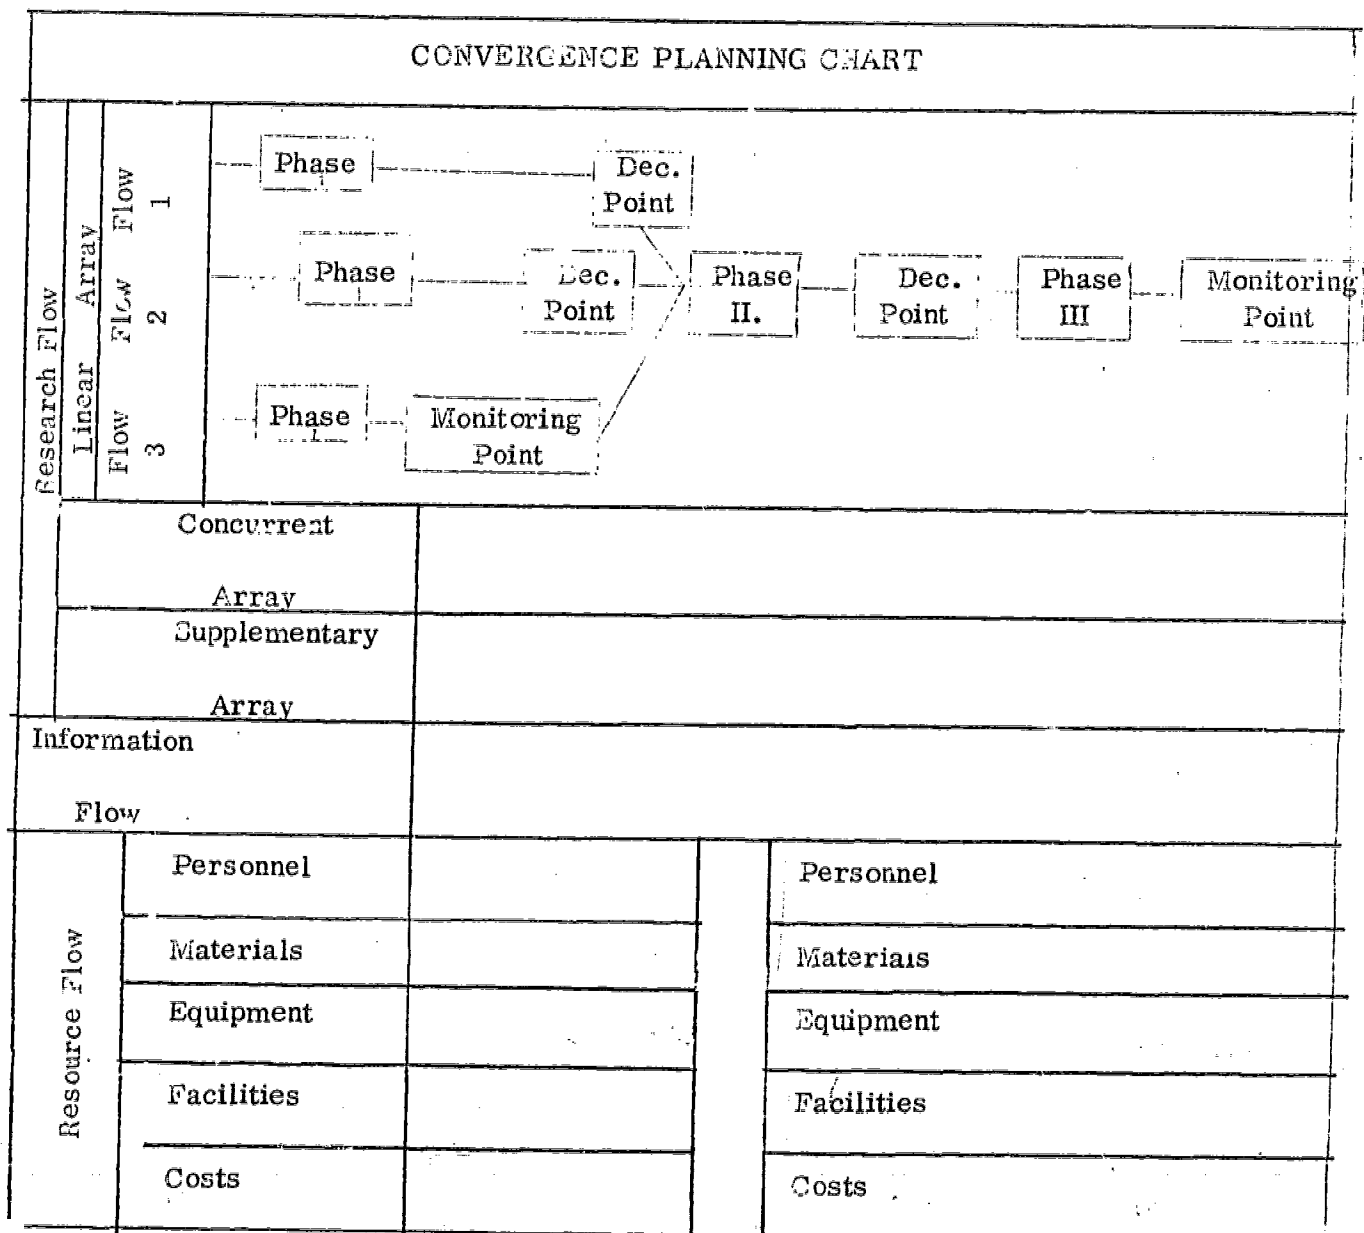 CONVERGENCE PLANNING CHART
Research Flow
Linear Array
Flow 1
Flow 2
Flow 3
Phase
I
Dec.
Point
Phase
I
Dec.
Point
Phase
II.
Dec.
Point
Phase
III
Monitoring
Point
Phase
I
Monitoring
Point
Concurrent
Array
Supplementary
Array
Information
Flow
Resource Flow
Personnel
Personnel
Materials
Materials
Equipment
Equipment
Facilities
Facilities
Costs
Costs